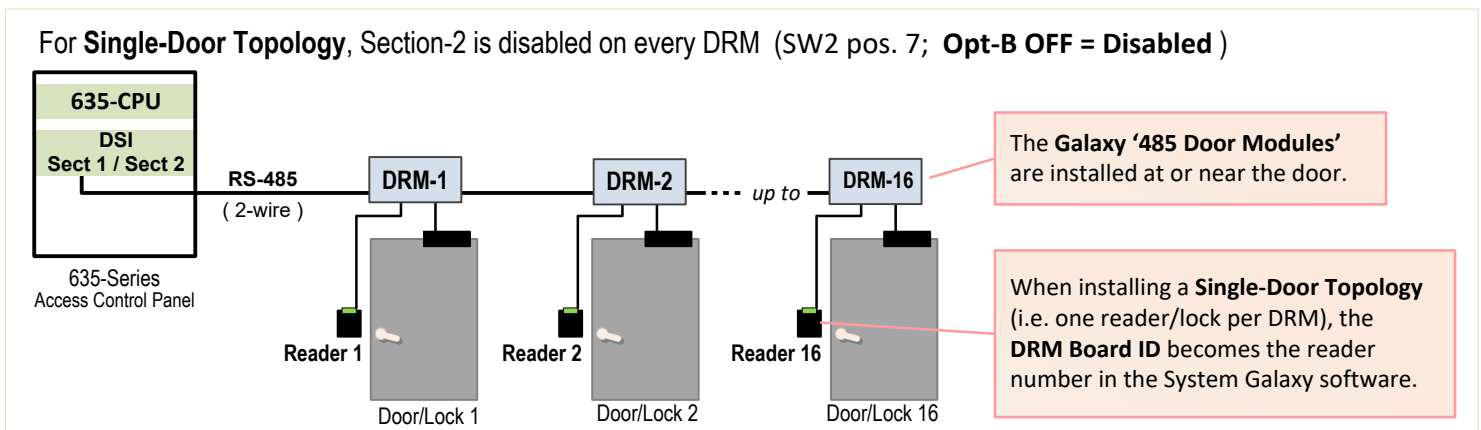 For Single-Door Topology, Section-2 is disabled on every DRM (SW2 pos. 7; Opt-B OFF = Disabled )
635-CPU
DSI
Sect 1 / Sect 2
RS-485
( 2-wire )
DRM-1
DRM-2
up to
DRM-16
The Galaxy ‘485 Door Modules’
are installed at or near the door.
635-Series
Access Control Panel
Reader 1
Reader 2
Reader 16
Door/Lock 1
Door/Lock 2
Door/Lock 16
When installing a Single-Door Topology
(i.e. one reader/lock per DRM), the
DRM Board ID becomes the reader
number in the System Galaxy software.